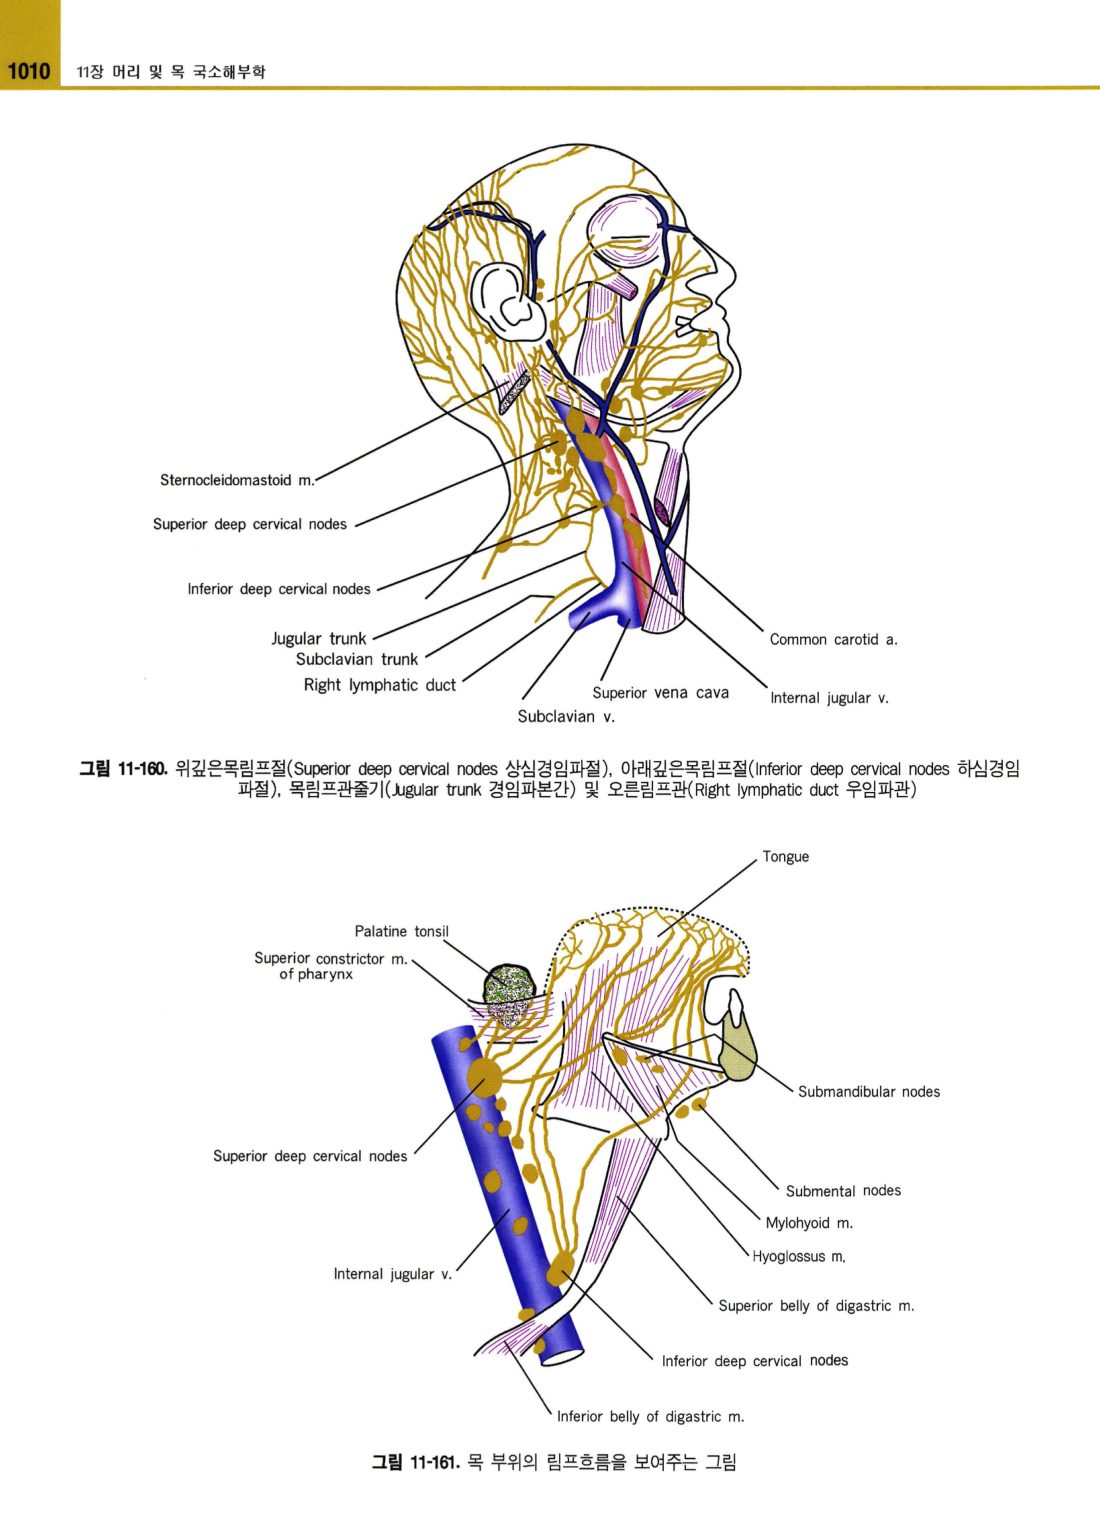 1010
11장 머리 및 목 국소해부학
Sternocleidomastoid m.
Superior deep cervical nodes
Inferior deep cervical nodes
Jugular trunk
Subclavian trunk
Right lymphatic duct
Common carotid a.
Superior vena cava
Internal jugular v.
Subclavian v.
그림 11-160. 위깊은목림프절(Superior deep cervical nodes 상심경임파절), 아래깊은목림프절(Inferior deep cervical nodes 하심경임
파절), 목림프관줄기(Jugular trunk 경임파본간) 및 오른림프관(Right lymphatic duct 우임파관)
Tongue
Palatine tonsil
Superior constrictor m.
of pharynx
Submandibular nodes
Superior deep cervical nodes
Submental nodes
Mylohyoid m.
Hyoglossus m.
Internal jugular v.
Superior belly of digastric m.
Inferior deep cervical nodes
Inferior belly of digastric m.
그림 11-161. 목 부위의 림프흐름을 보여주는 그림